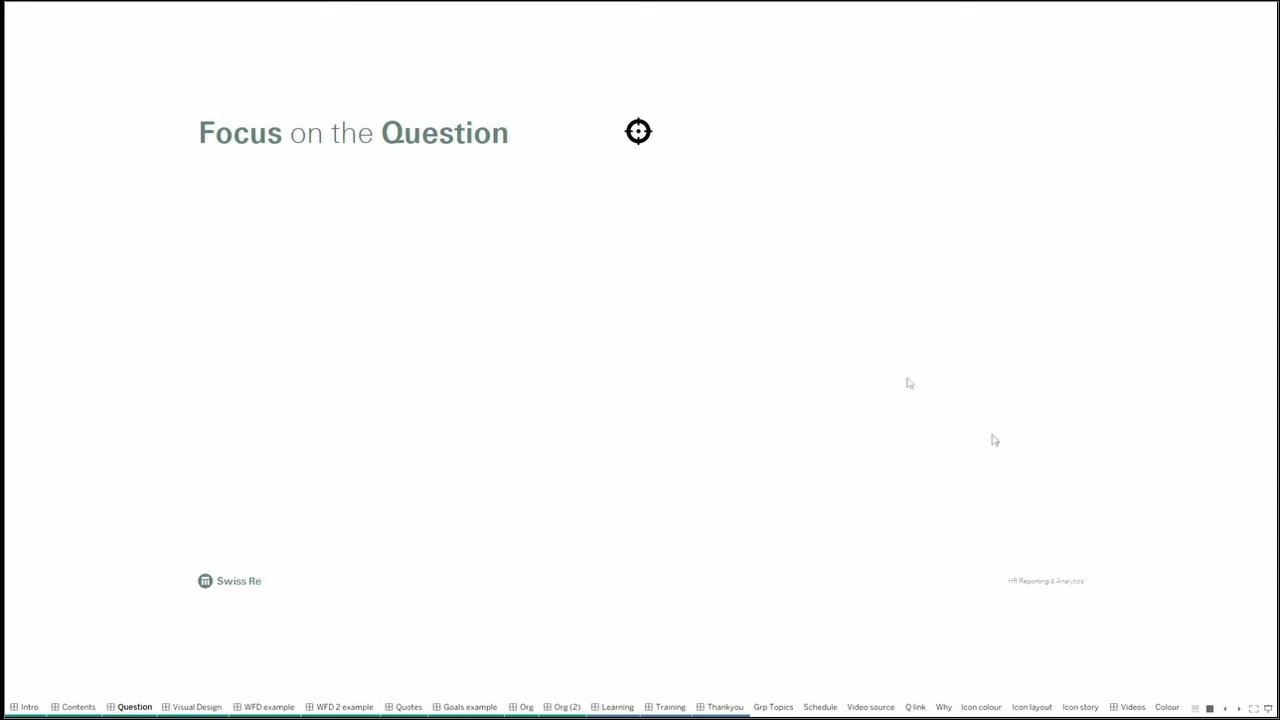 Focus on the Question
Swiss Re
HR Reporting & Analytics
Intro Contents Question Visual Design WFD example WFD 2 example Quotes Goals example Org Org (2) Learning Training Thankyou Grp Topics Schedule Video source Q link Why Icon colour Icon layout Icon story Videos Colour